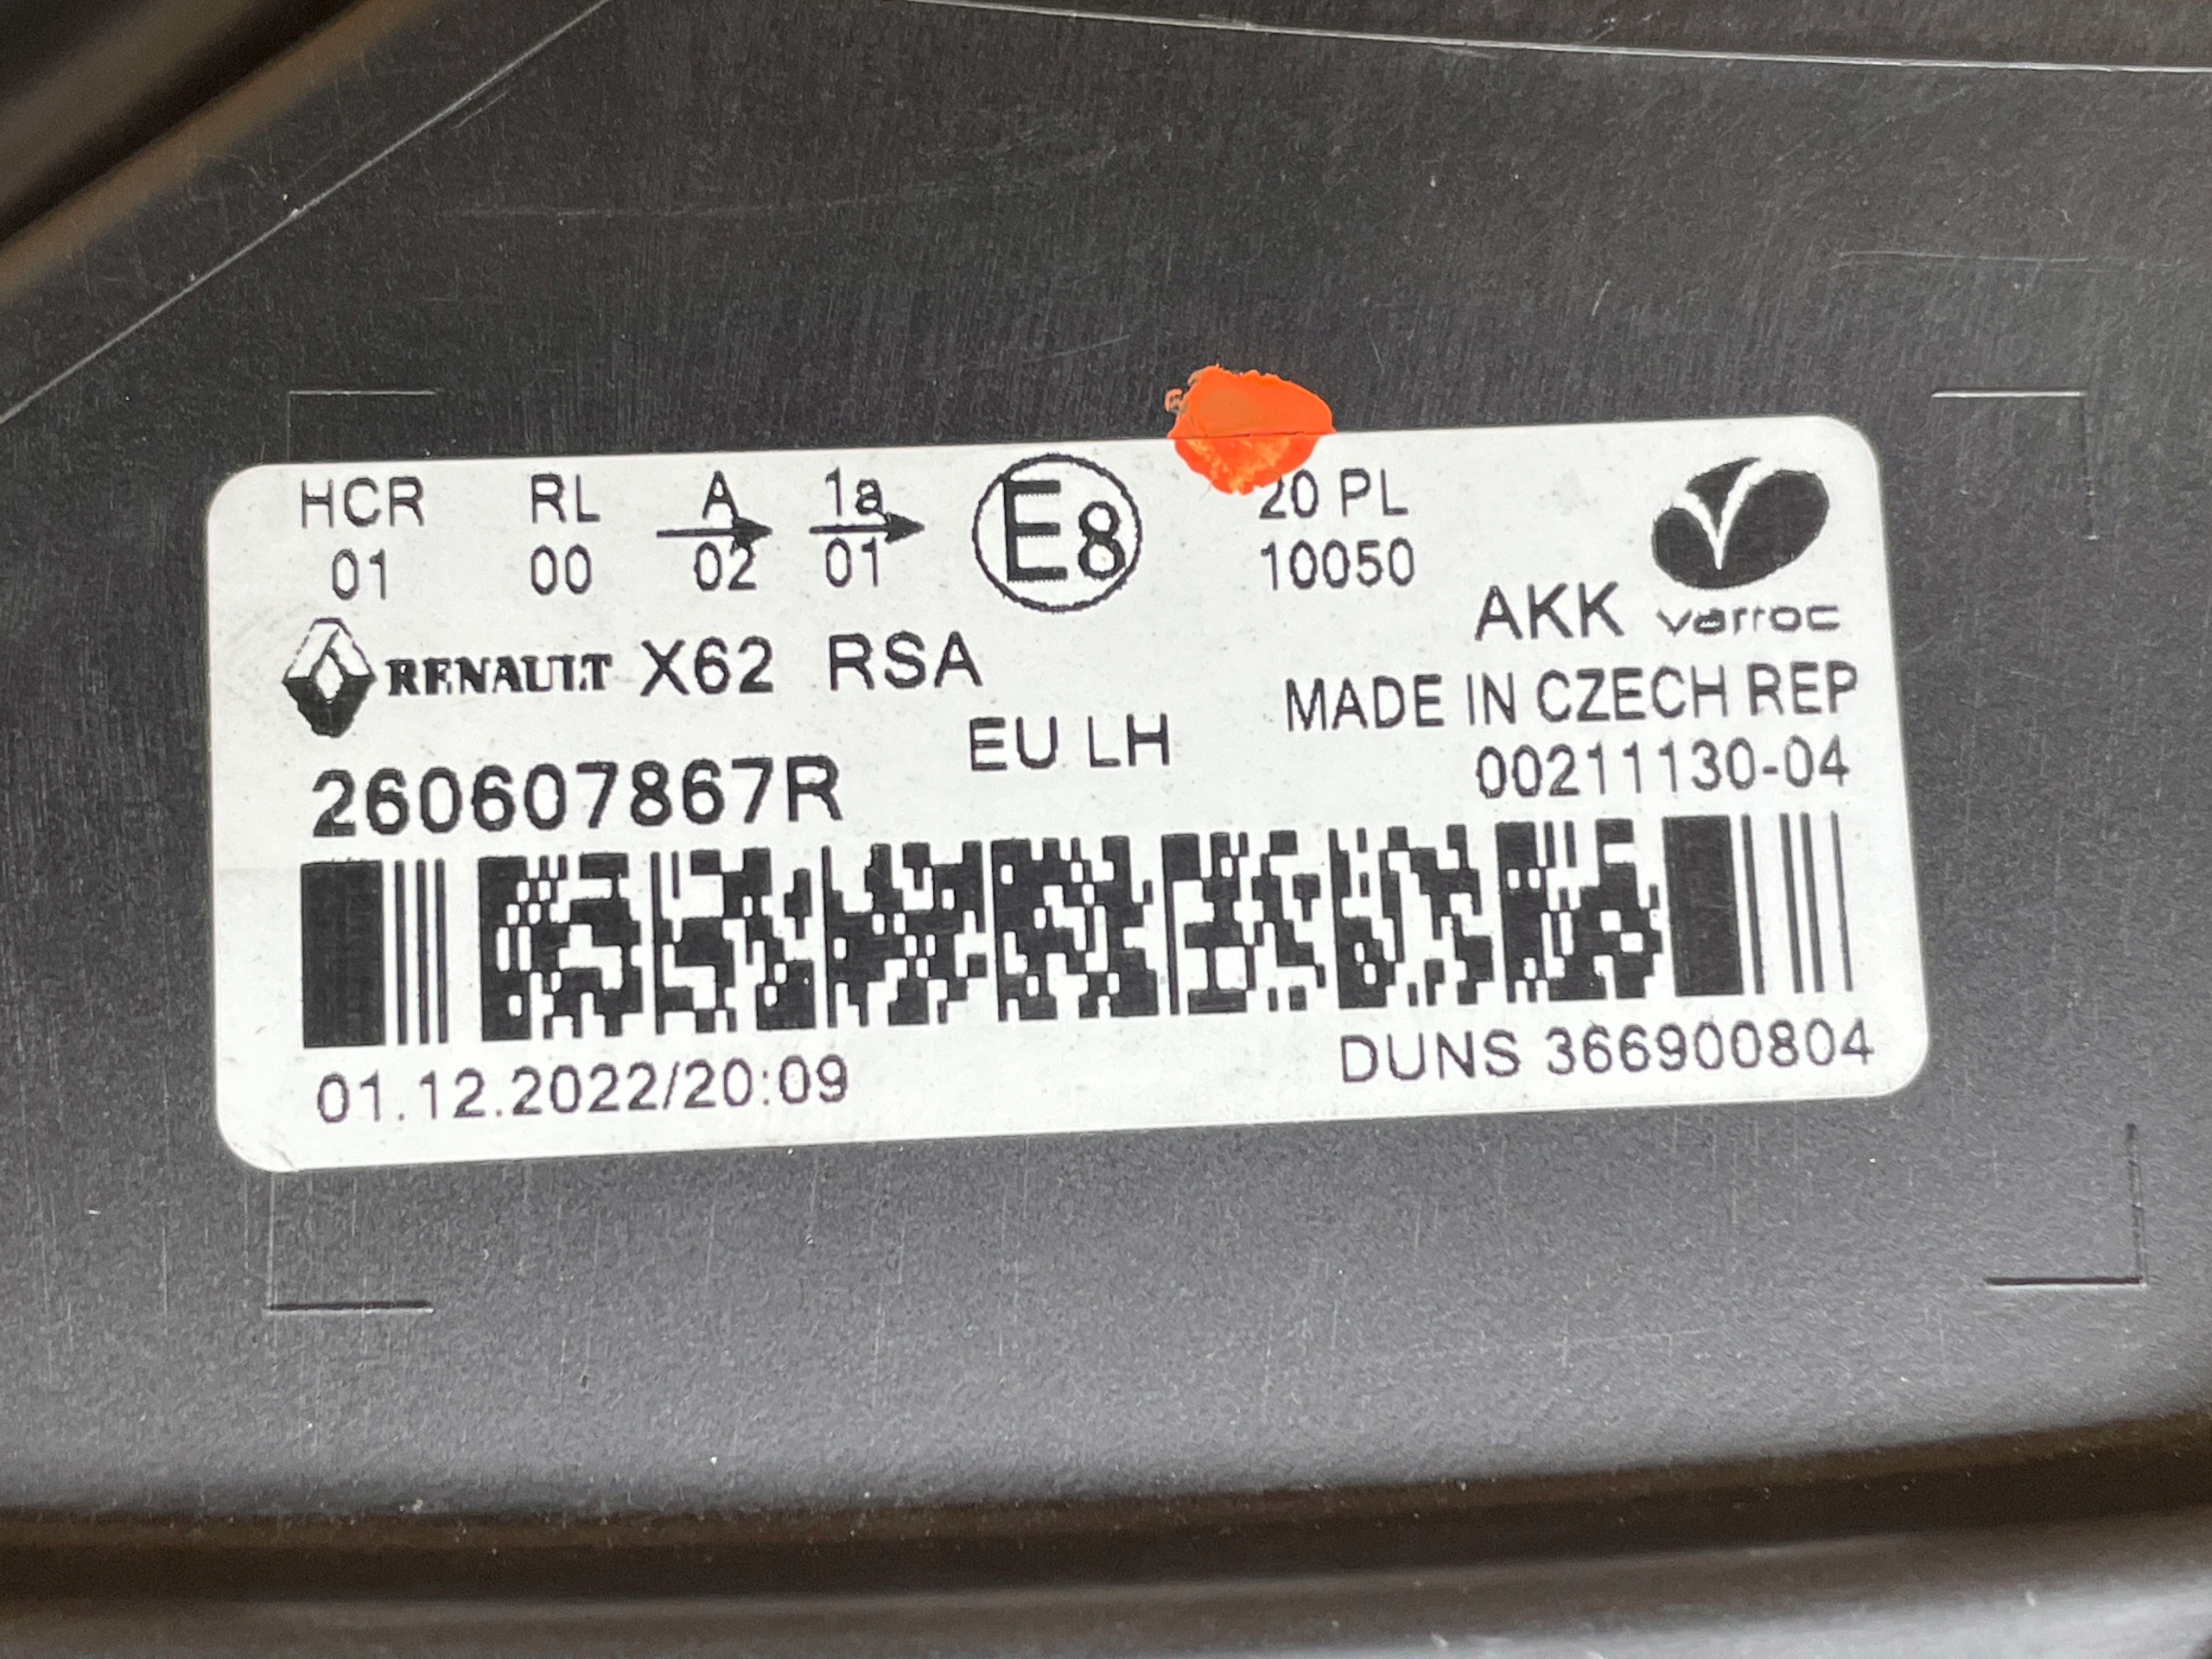 HCR RL A 1a E8 20 PL
01 00 02 01 10050
RENAULT X62 RSA AKK varroc
EU LH MADE IN CZECH REP
260607867R 00211130-04
01.12.2022/20:09 DUNS 366900804